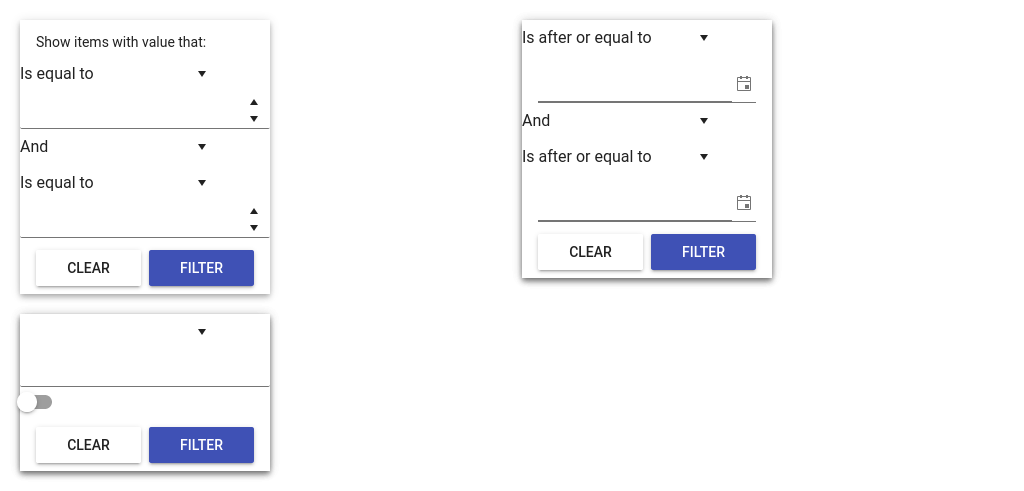 Show items with value that:
Is equal to
And
Is equal to
CLEAR FILTER
Is after or equal to
And
Is after or equal to
CLEAR FILTER
CLEAR FILTER